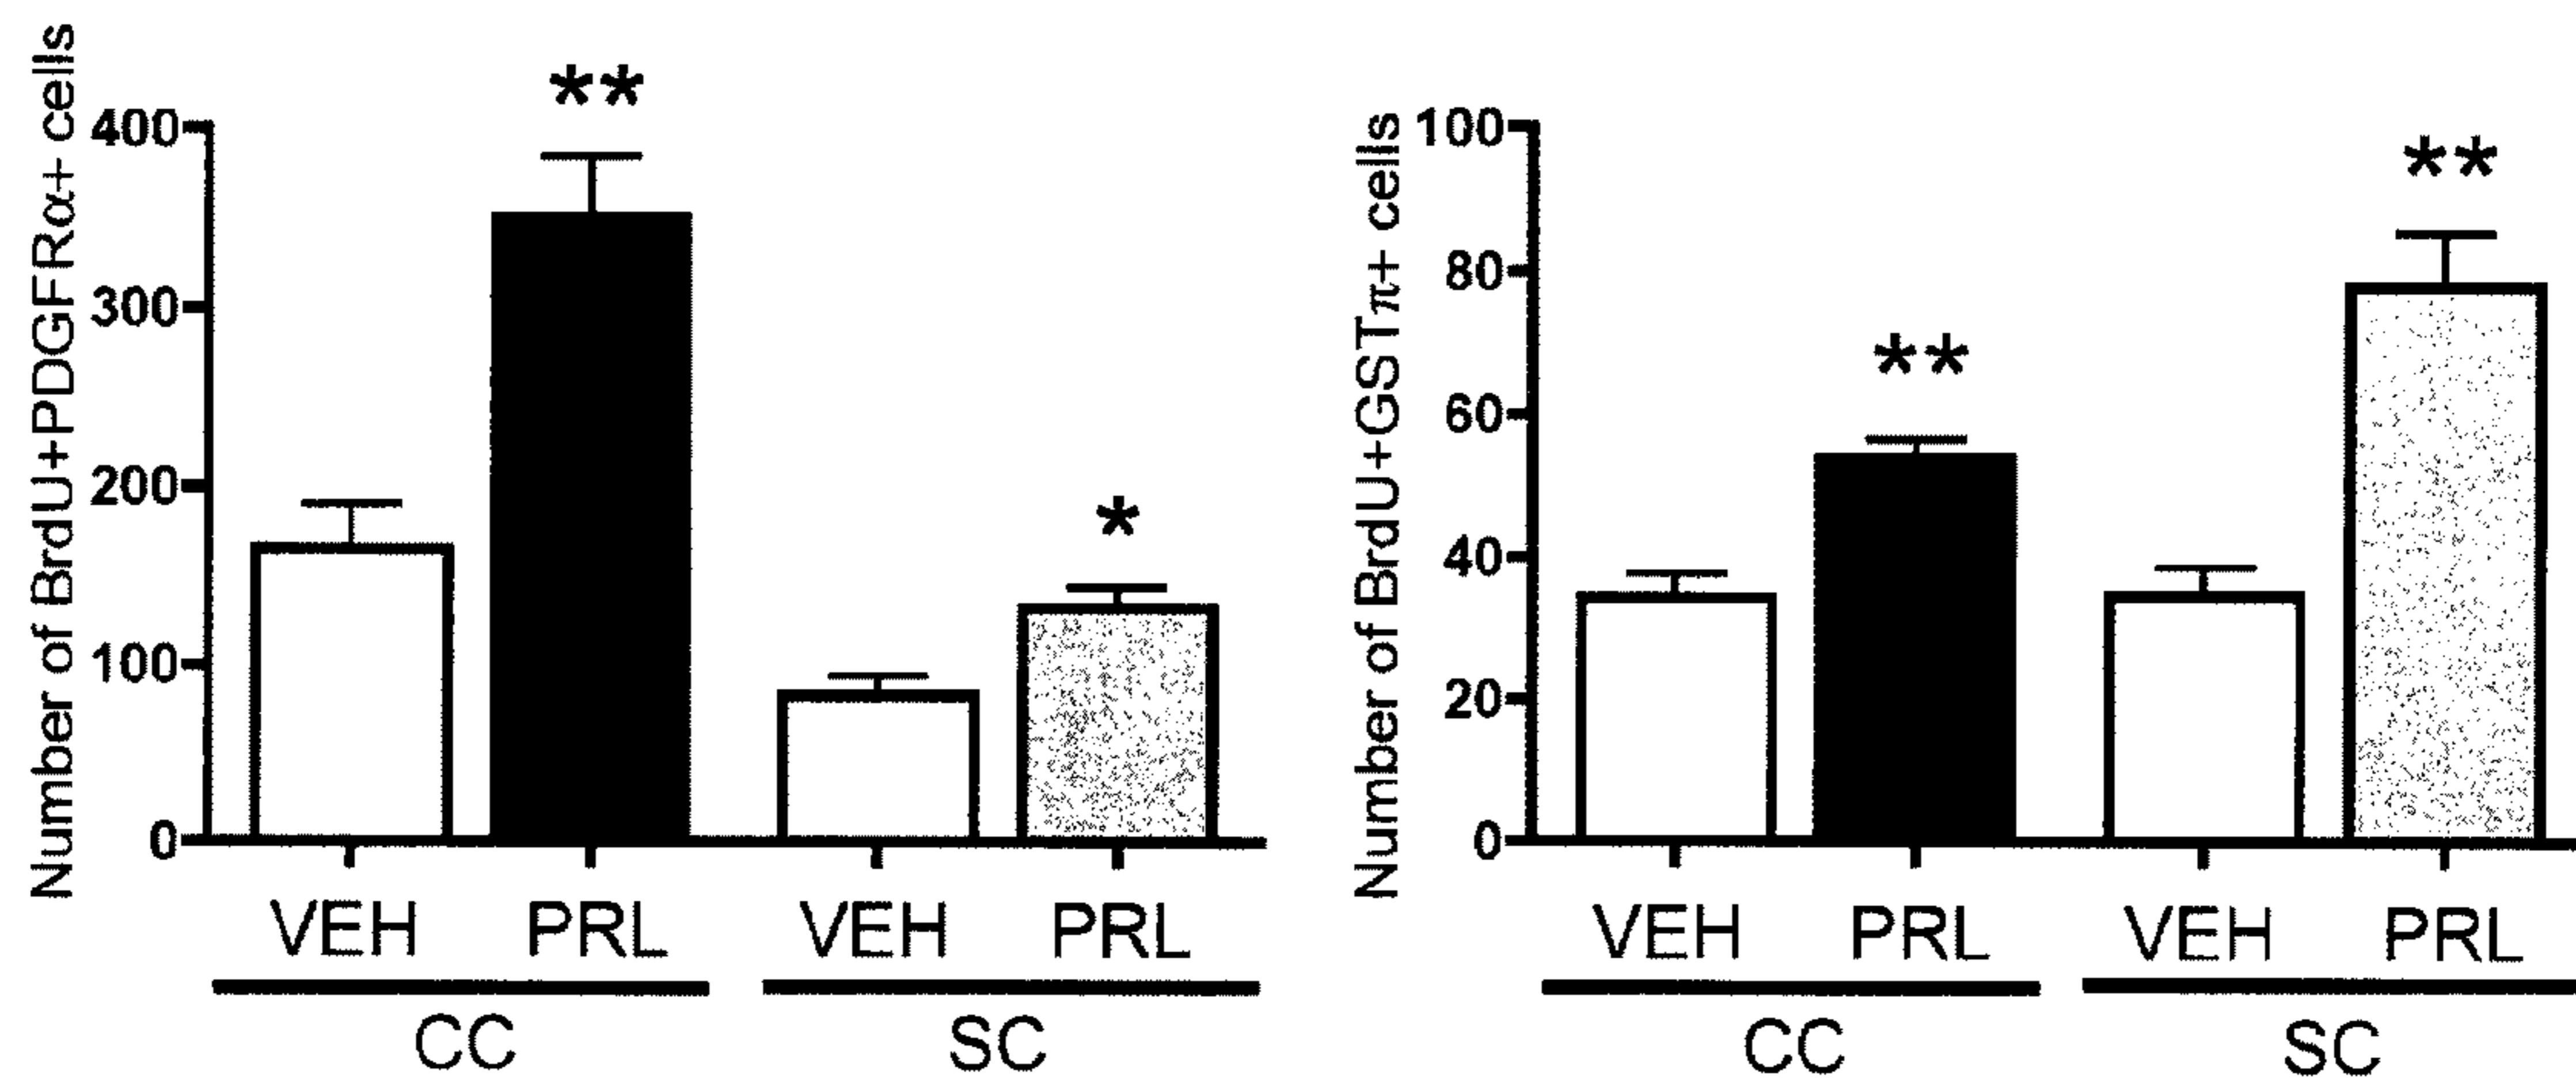 Number of BrdU+PDGFRα+ cells
400
300
200
100
0
**
*
VEH PRL VEH PRL
CC SC
Number of BrdU+GSTπ+ cells
100
80
60
40
20
0
**
**
VEH PRL VEH PRL
CC SC